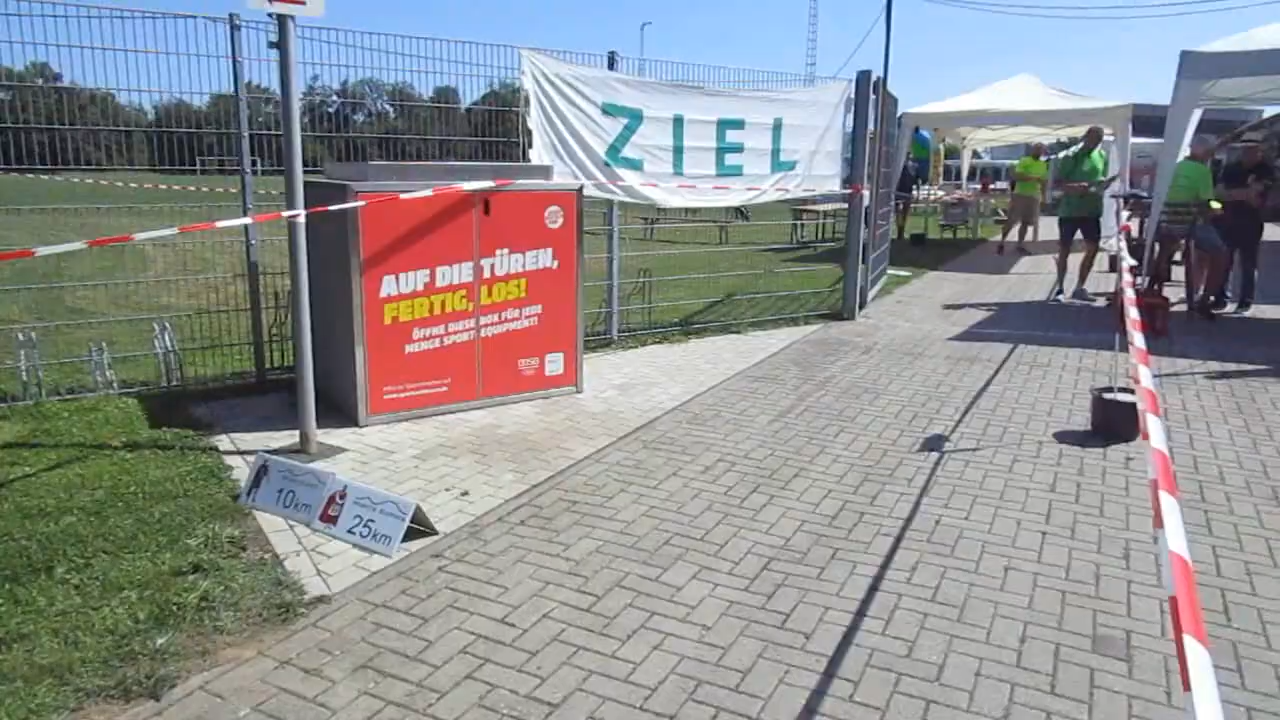 ZIEL
AUF DIE TÜREN,
FERTIG, LOS!
ÖFFNE DIESE BOX FÜR JEDE
MENGE SPORT-EQUIPMENT!
10km
25km